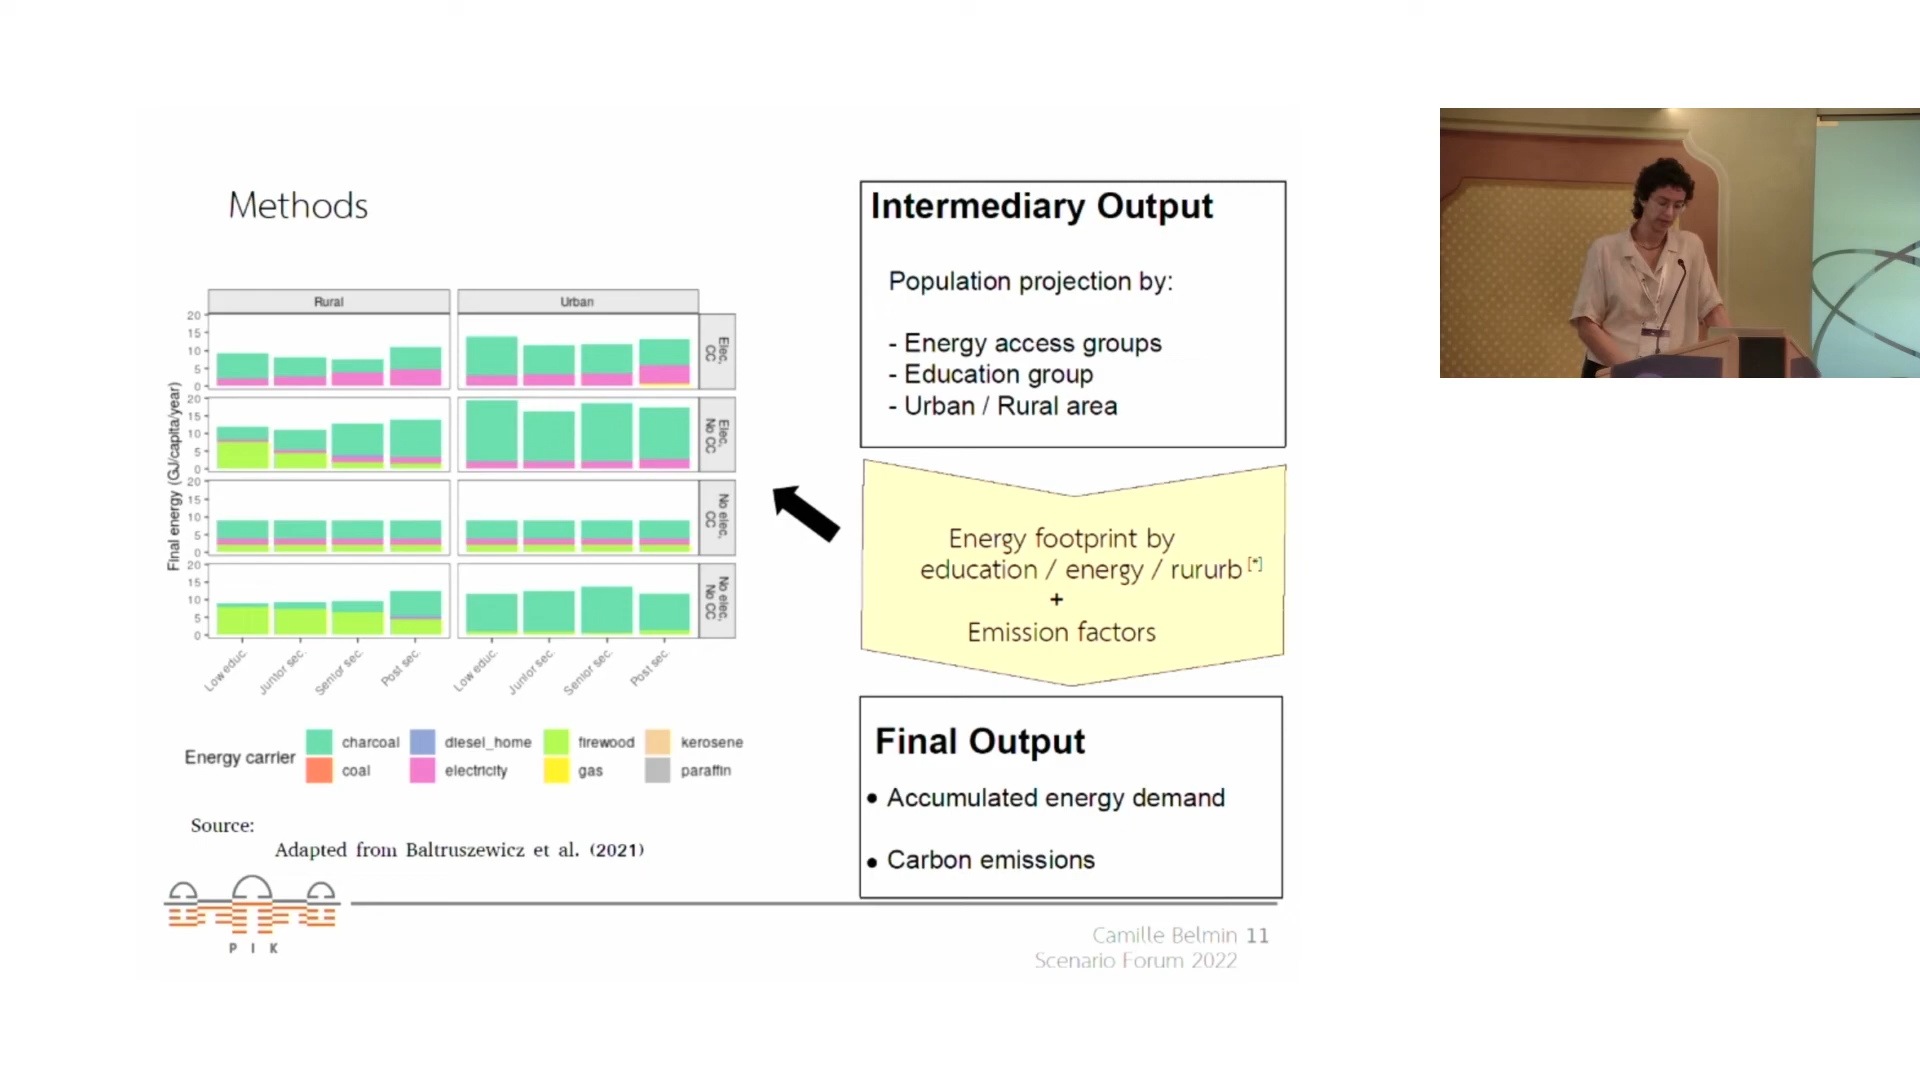 Methods
Rural
Urban
Final energy (GJ/capita/year)
20
15
10
5
0
Elec, CC
20
15
10
5
0
Elec, No CC
20
15
10
5
0
No elec, CC
20
15
10
5
0
No elec, No CC
Low educ.
Junior sec.
Senior sec.
Post sec.
Low educ.
Junior sec.
Senior sec.
Post sec.
Energy carrier
charcoal
diesel_home
firewood
kerosene
coal
electricity
gas
paraffin
Source:
Adapted from Baltruszewicz et al. (2021)
PIK
Intermediary Output
Population projection by:
- Energy access groups
- Education group
- Urban / Rural area
Energy footprint by
education / energy / rururb [*]
+
Emission factors
Final Output
• Accumulated energy demand
• Carbon emissions
Camille Belmin 11
Scenario Forum 2022